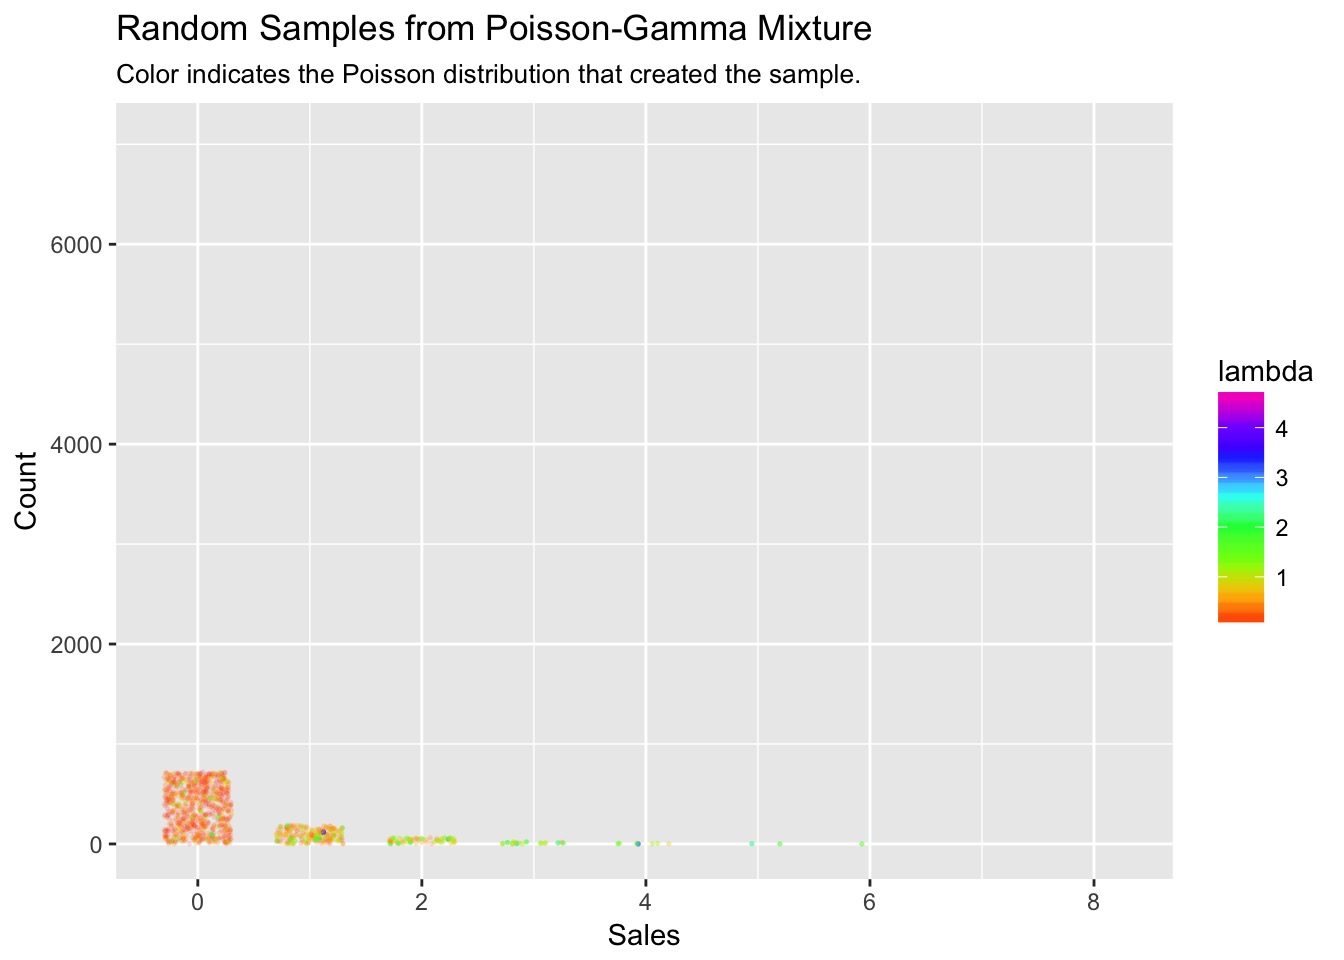 Random Samples from Poisson-Gamma Mixture
Color indicates the Poisson distribution that created the sample.
Count
6000
4000
2000
0
0 2 4 6 8
Sales
lambda
4
3
2
1